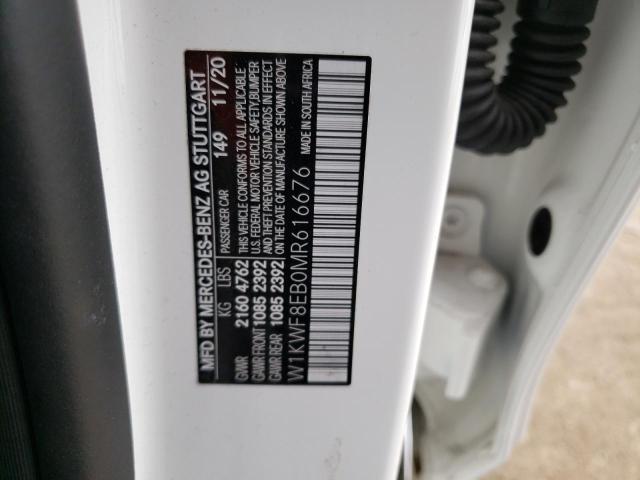 MFD BY MERCEDES-BENZ AG STUTTGART
KG LBS PASSENGER CAR 149 11/20
GVWR 2160 4762 THIS VEHICLE CONFORMS TO ALL APPLICABLE
GAWR FRONT 1085 2392 U.S. FEDERAL MOTOR VEHICLE SAFETY, BUMPER
GAWR REAR 1085 2392 AND THEFT PREVENTION STANDARDS IN EFFECT
ON THE DATE OF MANUFACTURE SHOWN ABOVE
W1KWF8EB0MR616676 MADE IN SOUTH AFRICA